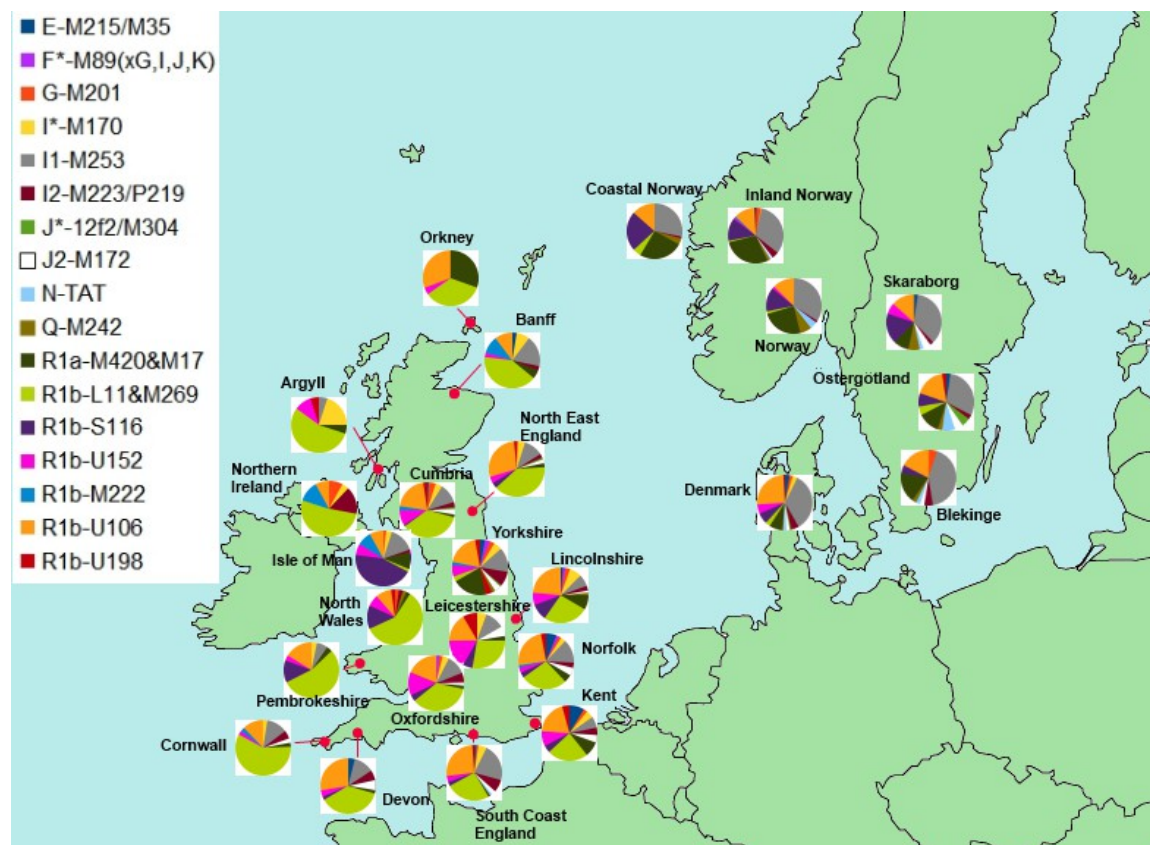 E-M215/M35
F*-M89(xG,I,J,K)
G-M201
I*-M170
I1-M253
I2-M223/P219
J*-12f2/M304
J2-M172
N-TAT
Q-M242
R1a-M420&M17
R1b-L11&M269
R1b-S116
R1b-U152
R1b-M222
R1b-U106
R1b-U198
Coastal Norway
Inland Norway
Orkney
Skaraborg
Banff
Norway
Argyll
Östergötland
North East
England
Northern
Ireland
Cumbria
Denmark
Blekinge
Yorkshire
Isle of Man
Lincolnshire
North
Wales
Leicestershire
Norfolk
Pembrokeshire
Kent
Oxfordshire
Cornwall
Devon
South Coast
England